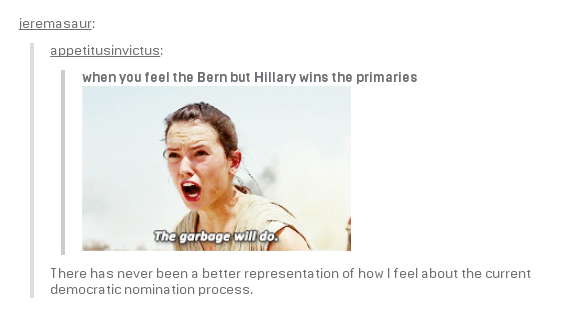 jeremasaur:
appetitusinvictus:
when you feel the Bern but Hillary wins the primaries
The garbage will do.
There has never been a better representation of how I feel about the current
democratic nomination process.